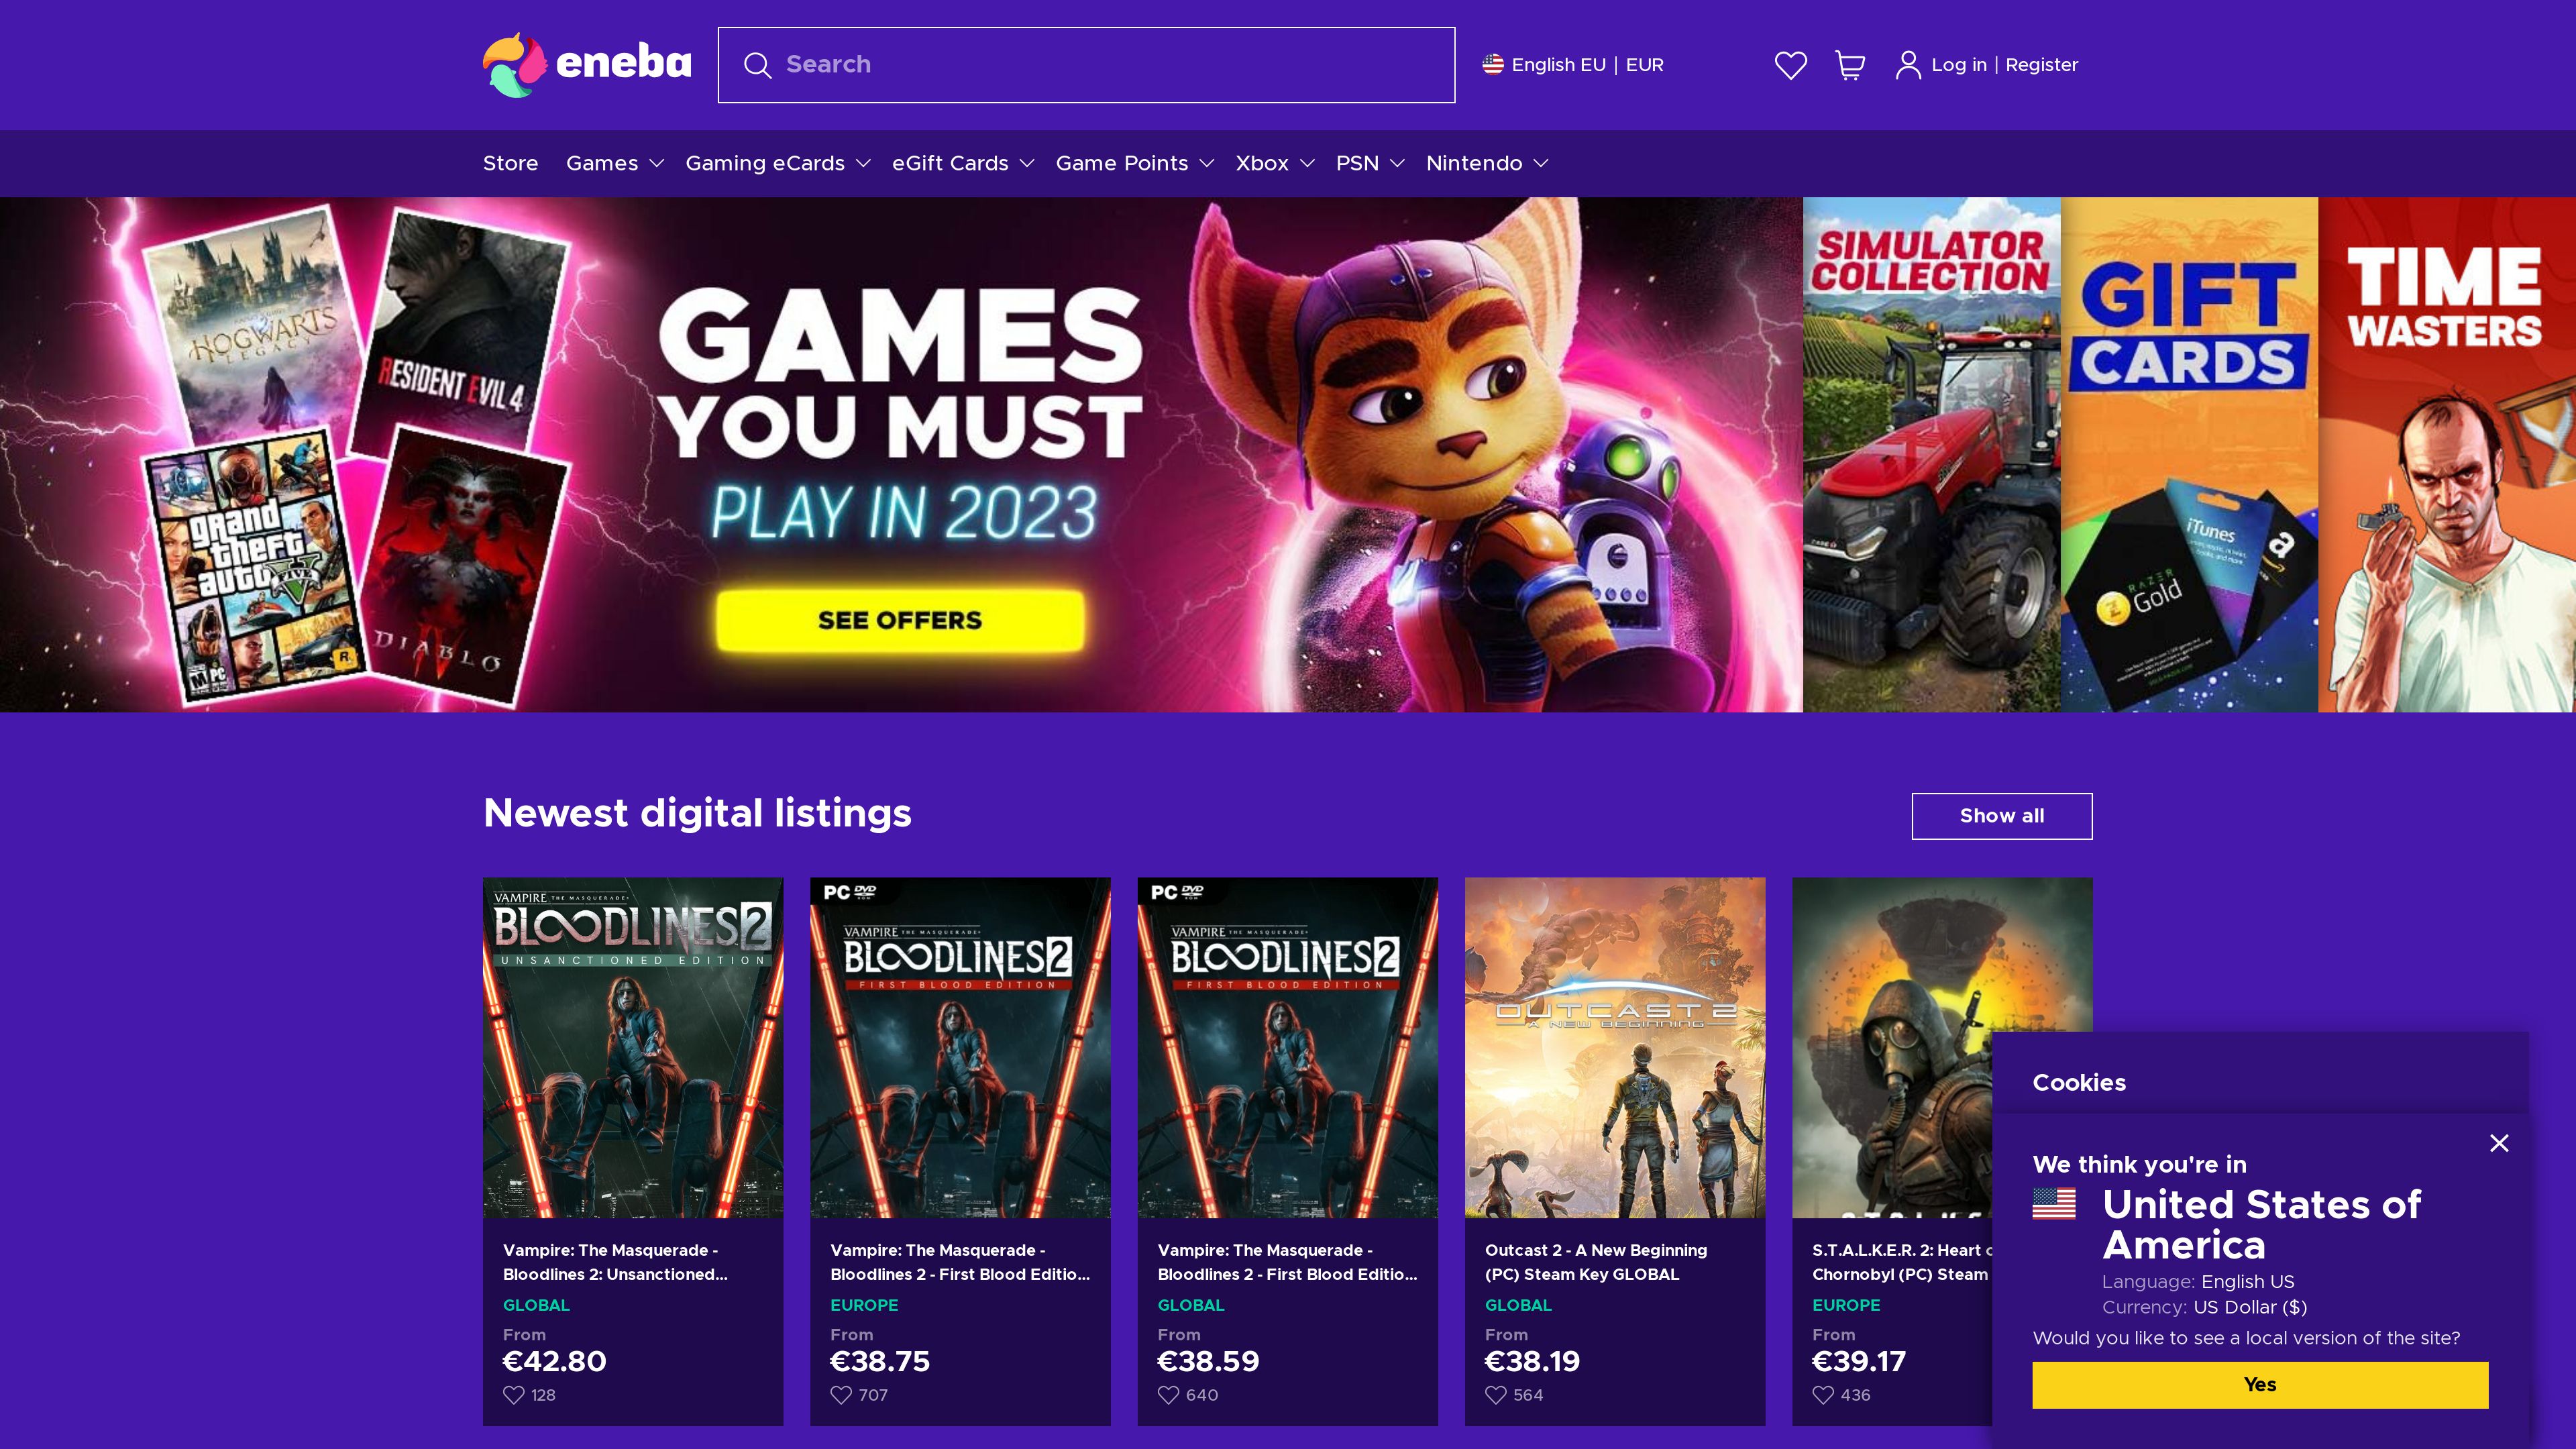 eneba
Search
English EU | EUR
Log in | Register
Store
Games
Gaming eCards
eGift Cards
Game Points
Xbox
PSN
Nintendo
HOGWARTS
LEGACY
RESIDENT EVIL 4
grand
theft
auto
FIVE
M PC
R
DIABLO
IV
GAMES
YOU MUST
PLAY IN 2023
SEE OFFERS
SIMULATOR
COLLECTION
GIFT
CARDS
iTunes
a
RAZER
Gold
TIME
WASTERS
Newest digital listings
Show all
VAMPIRE THE MASQUERADE
BLOODLINES 2
UNSANCTIONED EDITION
Vampire: The Masquerade -
Bloodlines 2: Unsanctioned...
GLOBAL
From
€42.80
128
PC DVD
ROM
VAMPIRE THE MASQUERADE
BLOODLINES 2
FIRST BLOOD EDITION
Vampire: The Masquerade -
Bloodlines 2 - First Blood Editio...
EUROPE
From
€38.75
707
PC DVD
ROM
VAMPIRE THE MASQUERADE
BLOODLINES 2
FIRST BLOOD EDITION
Vampire: The Masquerade -
Bloodlines 2 - First Blood Editio...
GLOBAL
From
€38.59
640
OUTCAST 2
A NEW BEGINNING
Outcast 2 - A New Beginning
(PC) Steam Key GLOBAL
GLOBAL
From
€38.19
564
S.T.A.L.K.E.R. 2: Heart
Chornobyl (PC) Steam
EUROPE
From
€39.17
436
Cookies
We think you're in
United States of
America
Language: English US
Currency: US Dollar ($)
Would you like to see a local version of the site?
Yes